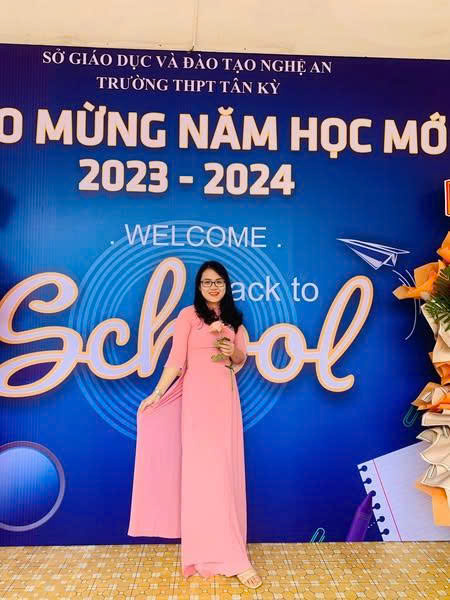 SỞ GIÁO DỤC VÀ ĐÀO TẠO NGHỆ AN
TRƯỜNG THPT TÂN KỲ
O MỪNG NĂM HỌC MỚ
2023 - 2024
. WELCOME .
ack to
School